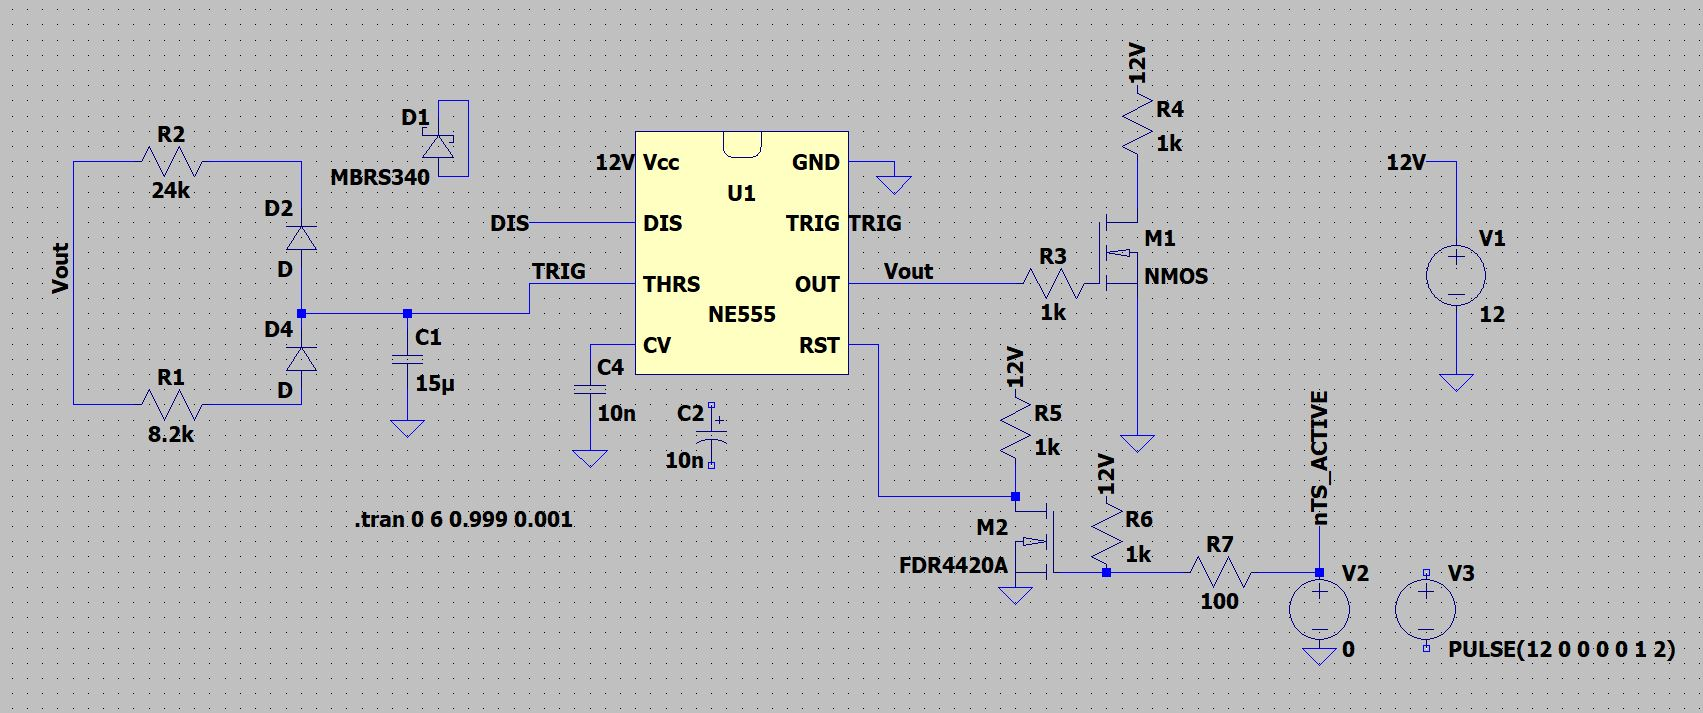 12V
R4
1k
D1
MBRS340
R2
24k
12V
Vcc
GND
U1
12V
D2
D
DIS
DIS
TRIG
TRIG
M1
NMOS
V1
12
Vout
TRIG
THRS
OUT
Vout
R3
1k
NE555
D4
D
C1
15µ
CV
RST
C4
10n
R1
8.2k
C2
10n
12V
R5
1k
nTS_ACTIVE
12V
R6
1k
.tran 0 6 0.999 0.001
M2
FDR4420A
R7
100
V2
0
V3
PULSE(12 0 0 0 0 1 2)